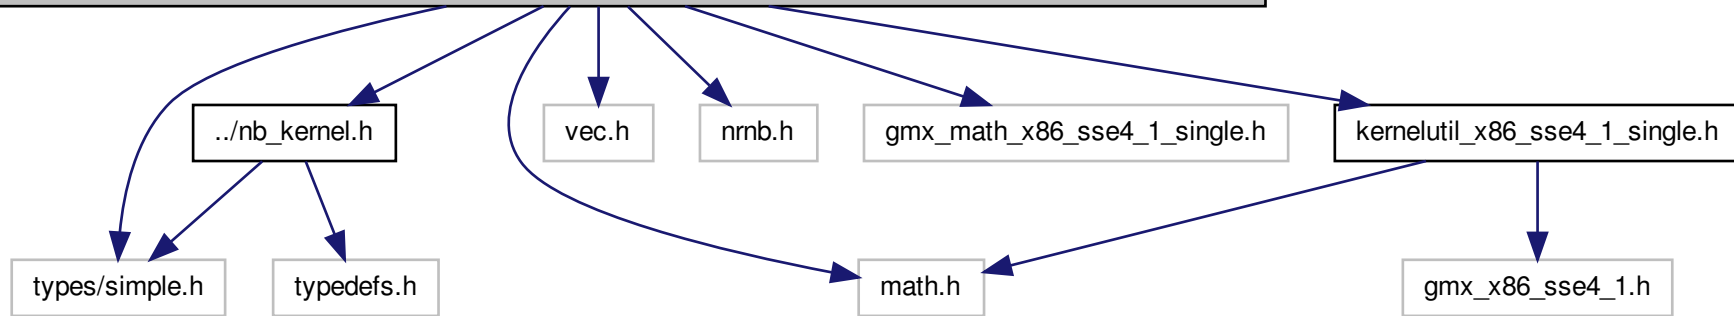 ../nb_kernel.h
vec.h
nrnb.h
gmx_math_x86_sse4_1_single.h
kernelutil_x86_sse4_1_single.h
types/simple.h
typedefs.h
math.h
gmx_x86_sse4_1.h